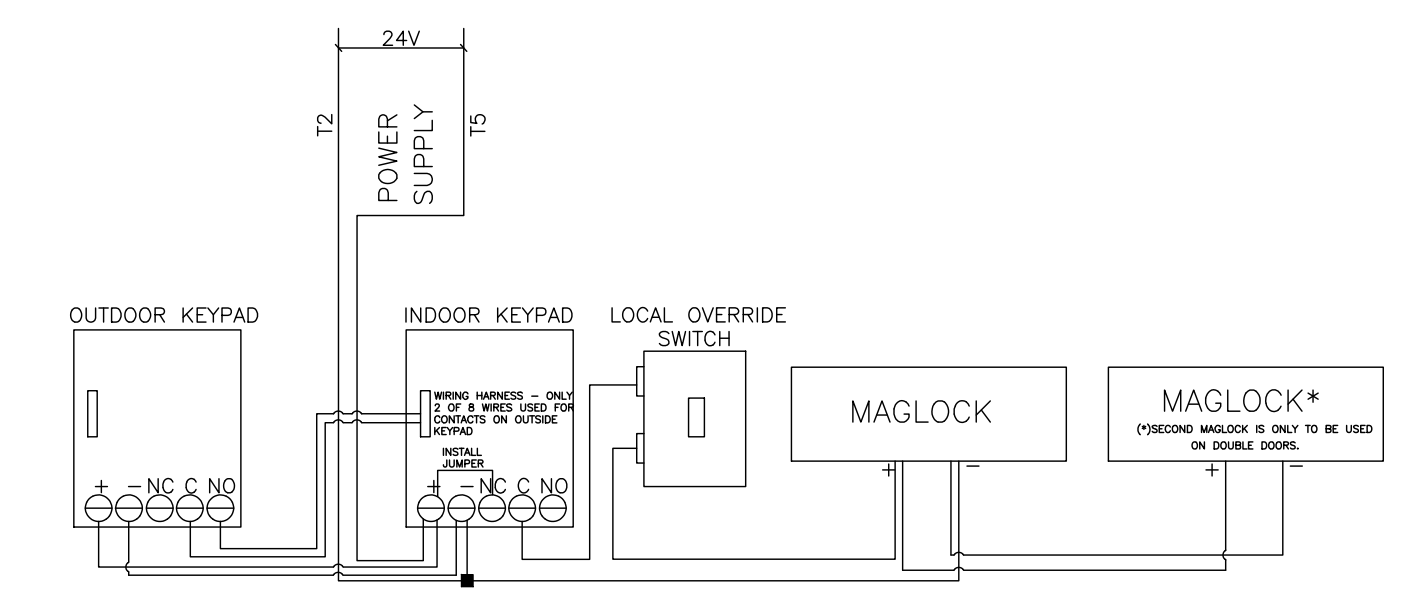 24V
T2
POWER
SUPPLY
T5
OUTDOOR KEYPAD
INDOOR KEYPAD
LOCAL OVERRIDE
SWITCH
WIRING HARNESS – ONLY
2 OF 8 WIRES USED FOR
CONTACTS ON OUTSIDE
KEYPAD
INSTALL
JUMPER
+ – NC C NO
+ – NC C NO
MAGLOCK
+ –
MAGLOCK*
(*)SECOND MAGLOCK IS ONLY TO BE USED
ON DOUBLE DOORS.
+ –